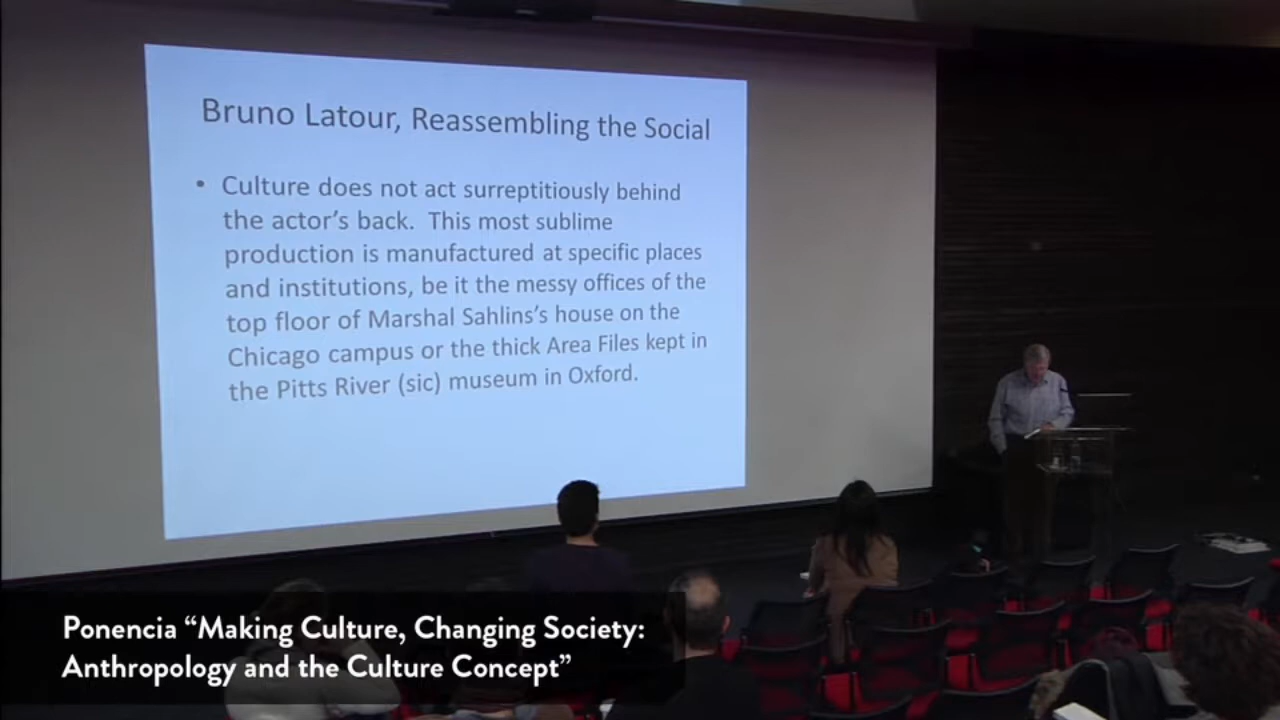 Bruno Latour, Reassembling the Social
• Culture does not act surreptitiously behind
the actor's back.  This most sublime
production is manufactured at specific places
and institutions, be it the messy offices of the
top floor of Marshal Sahlins's house on the
Chicago campus or the thick Area Files kept in
the Pitts River (sic) museum in Oxford.
Ponencia “Making Culture, Changing Society:
Anthropology and the Culture Concept”